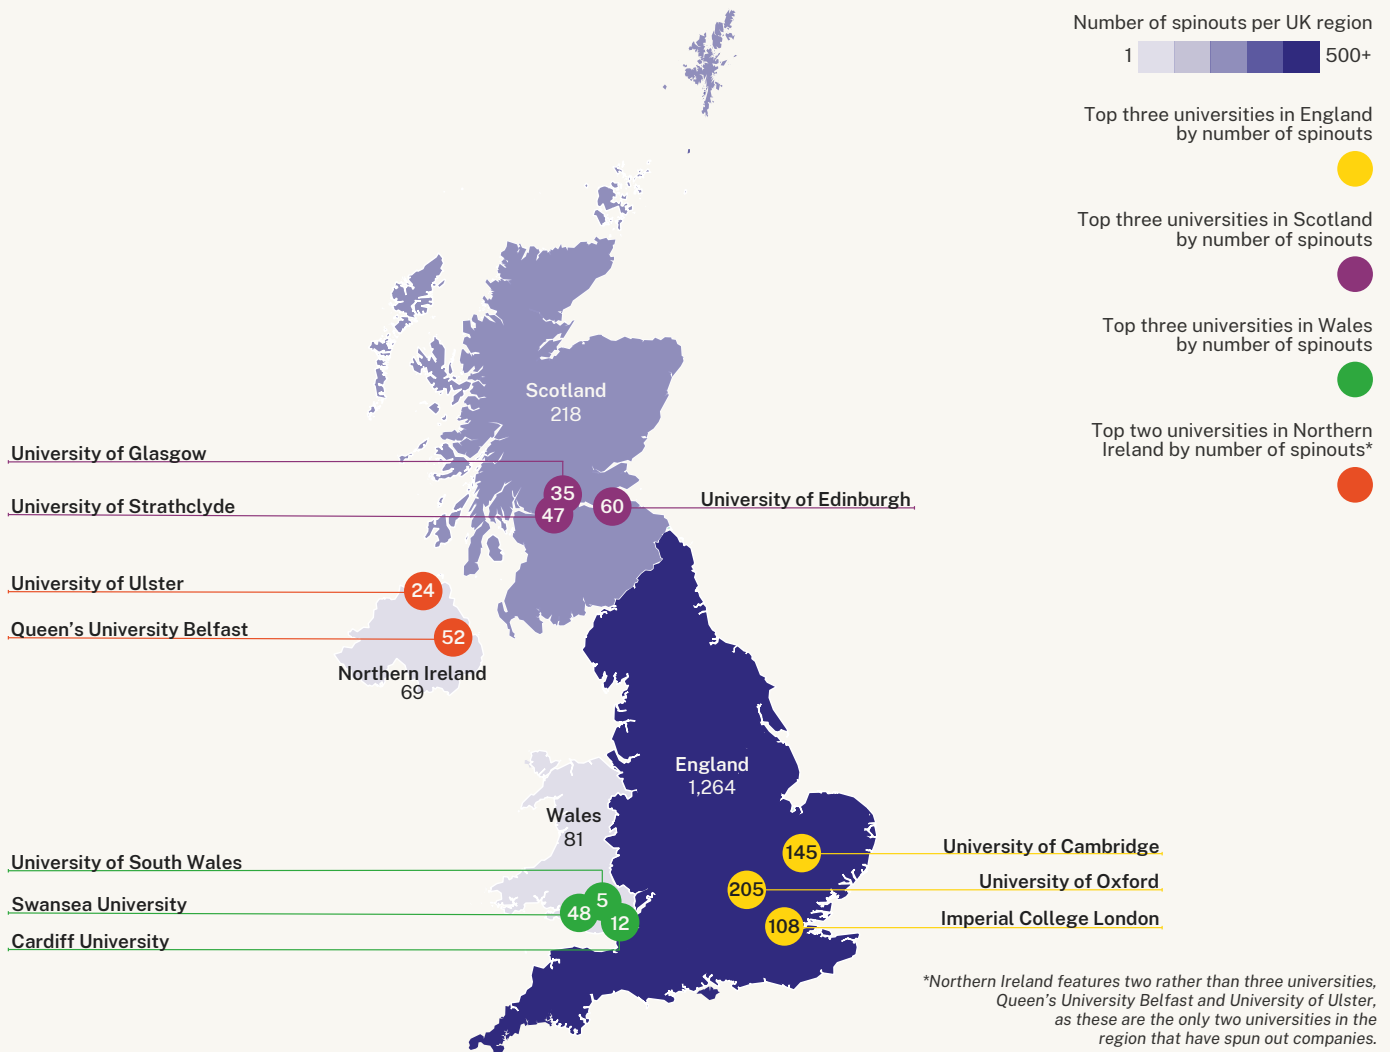 Number of spinouts per UK region
1 500+
Top three universities in England
by number of spinouts
Top three universities in Scotland
by number of spinouts
Top three universities in Wales
by number of spinouts
Top two universities in Northern
Ireland by number of spinouts*
Scotland
218
University of Glasgow
35
University of Strathclyde
47
60
University of Edinburgh
University of Ulster
24
Queen’s University Belfast
52
Northern Ireland
69
England
1,264
Wales
81
University of South Wales
5
Swansea University
48
Cardiff University
12
145
University of Cambridge
205
University of Oxford
108
Imperial College London
*Northern Ireland features two rather than three universities,
Queen’s University Belfast and University of Ulster,
as these are the only two universities in the
region that have spun out companies.